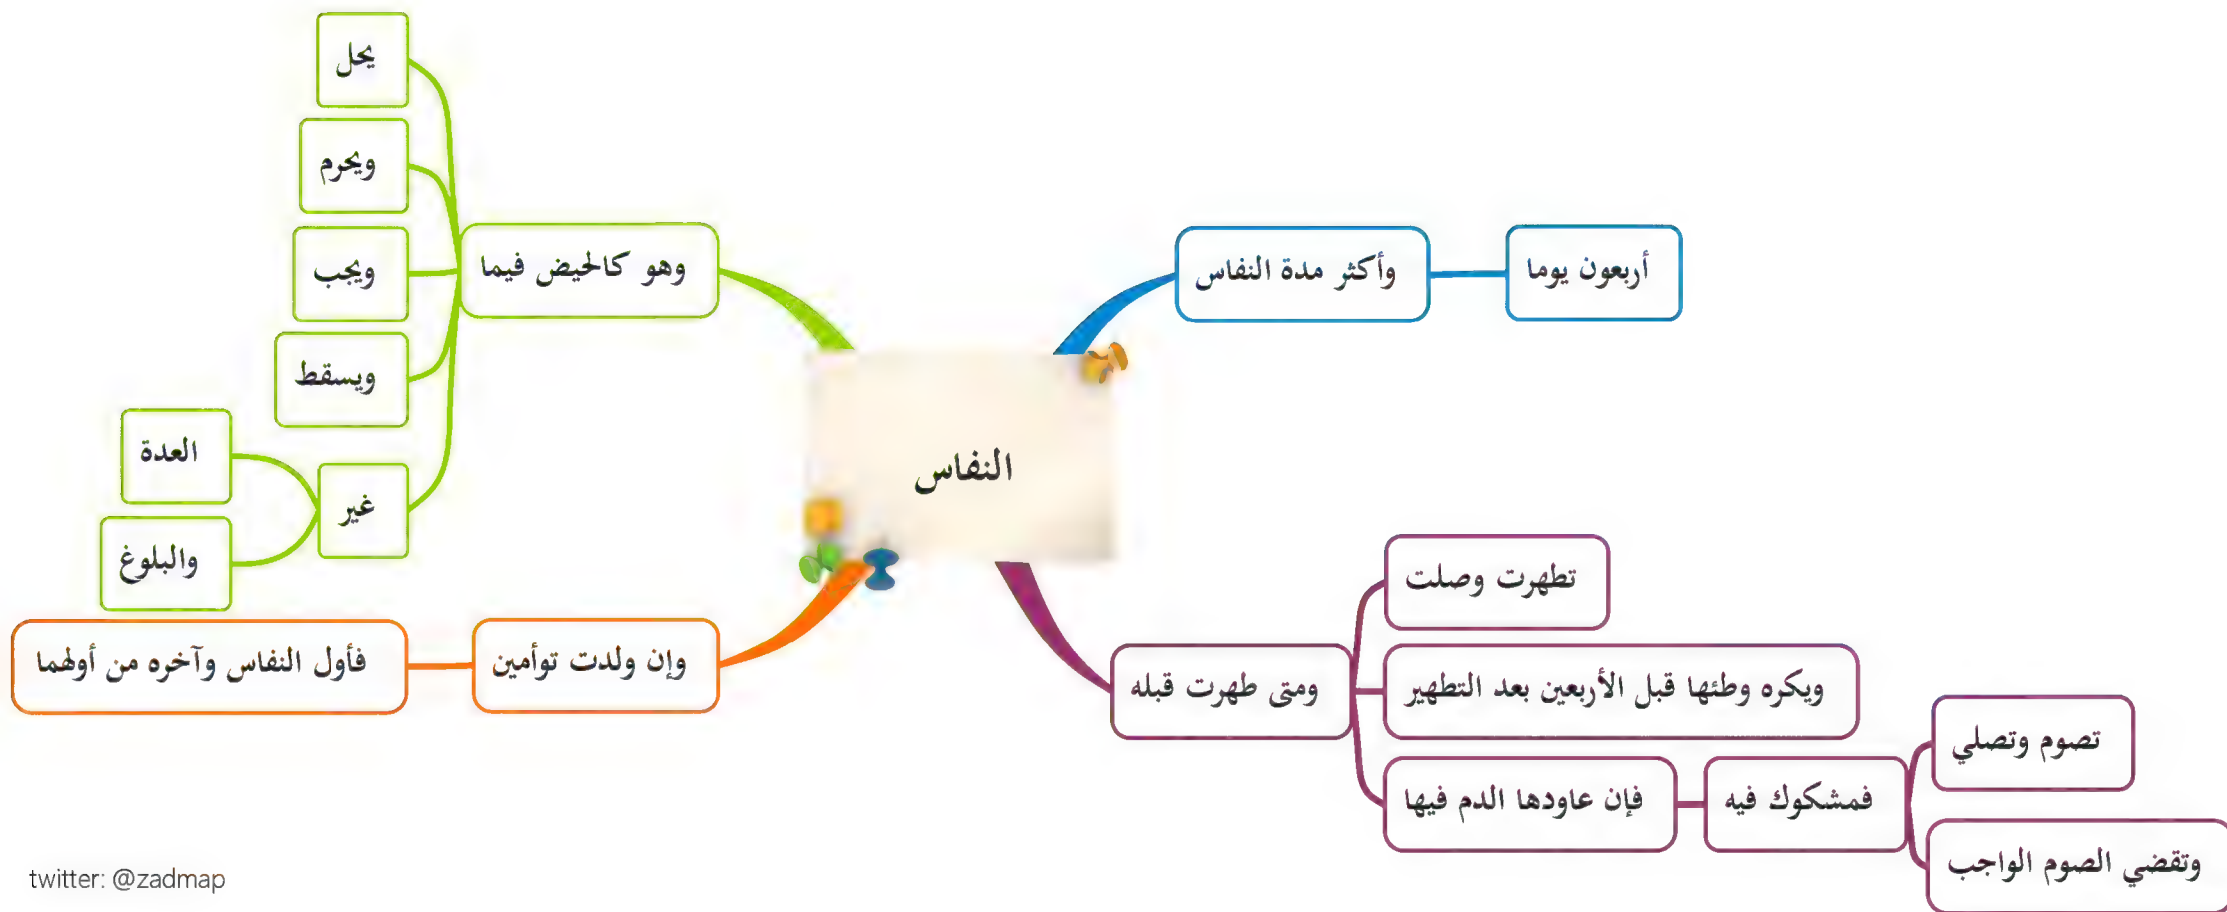 النفاس
وأكثر مدة النفاس
أربعون يوما
ومتى طهرت قبله
تطهرت وصلت
ويكره وطئها قبل الأربعين بعد التطهير
فإن عاودها الدم فيها
فمشكوك فيه
تصوم وتصلي
وتقضي الصوم الواجب
وهو كالحيض فيما
يحل
ويحرم
ويجب
ويسقط
غير
العدة
والبلوغ
وإن ولدت توأمين
فأول النفاس وآخره من أولهما
twitter: @zadmap